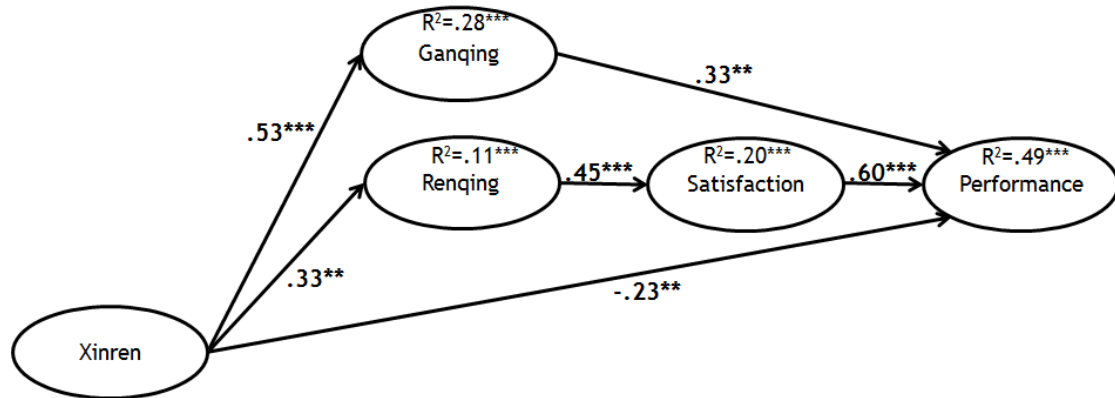 R²=.28***
Ganqing
.33**
.53***
R²=.11***
Renqing
.45***
R²=.20***
Satisfaction
.60***
R²=.49***
Performance
.33**
-.23**
Xinren